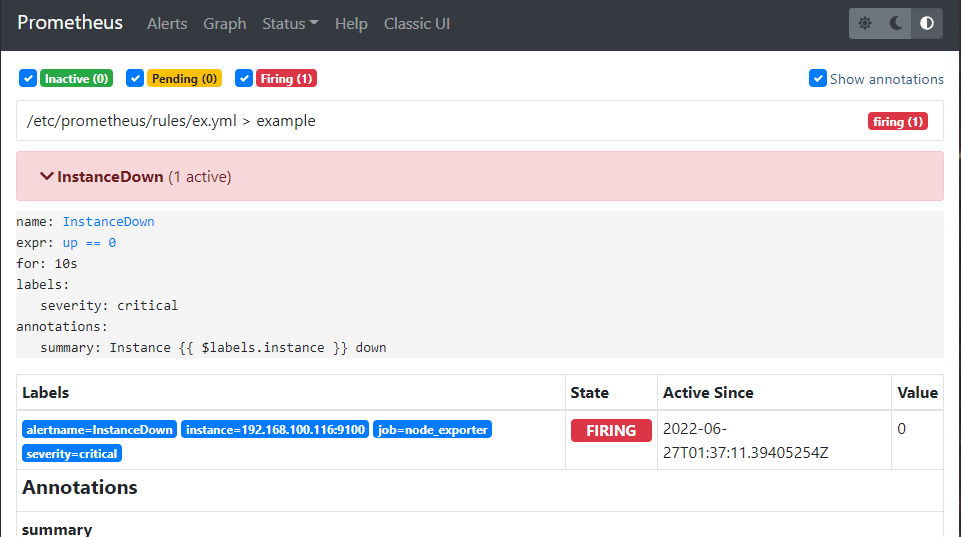 Prometheus Alerts Graph Status Help Classic UI
Inactive (0) Pending (0) Firing (1) Show annotations
/etc/prometheus/rules/ex.yml > example firing (1)
InstanceDown (1 active)
name: InstanceDown
expr: up == 0
for: 10s
labels:
severity: critical
annotations:
summary: Instance {{ $labels.instance }} down
Labels State Active Since Value
alertname=InstanceDown instance=192.168.100.116:9100 job=node_exporter FIRING 2022-06- 0
severity=critical 27T01:37:11.39405254Z
Annotations
summary